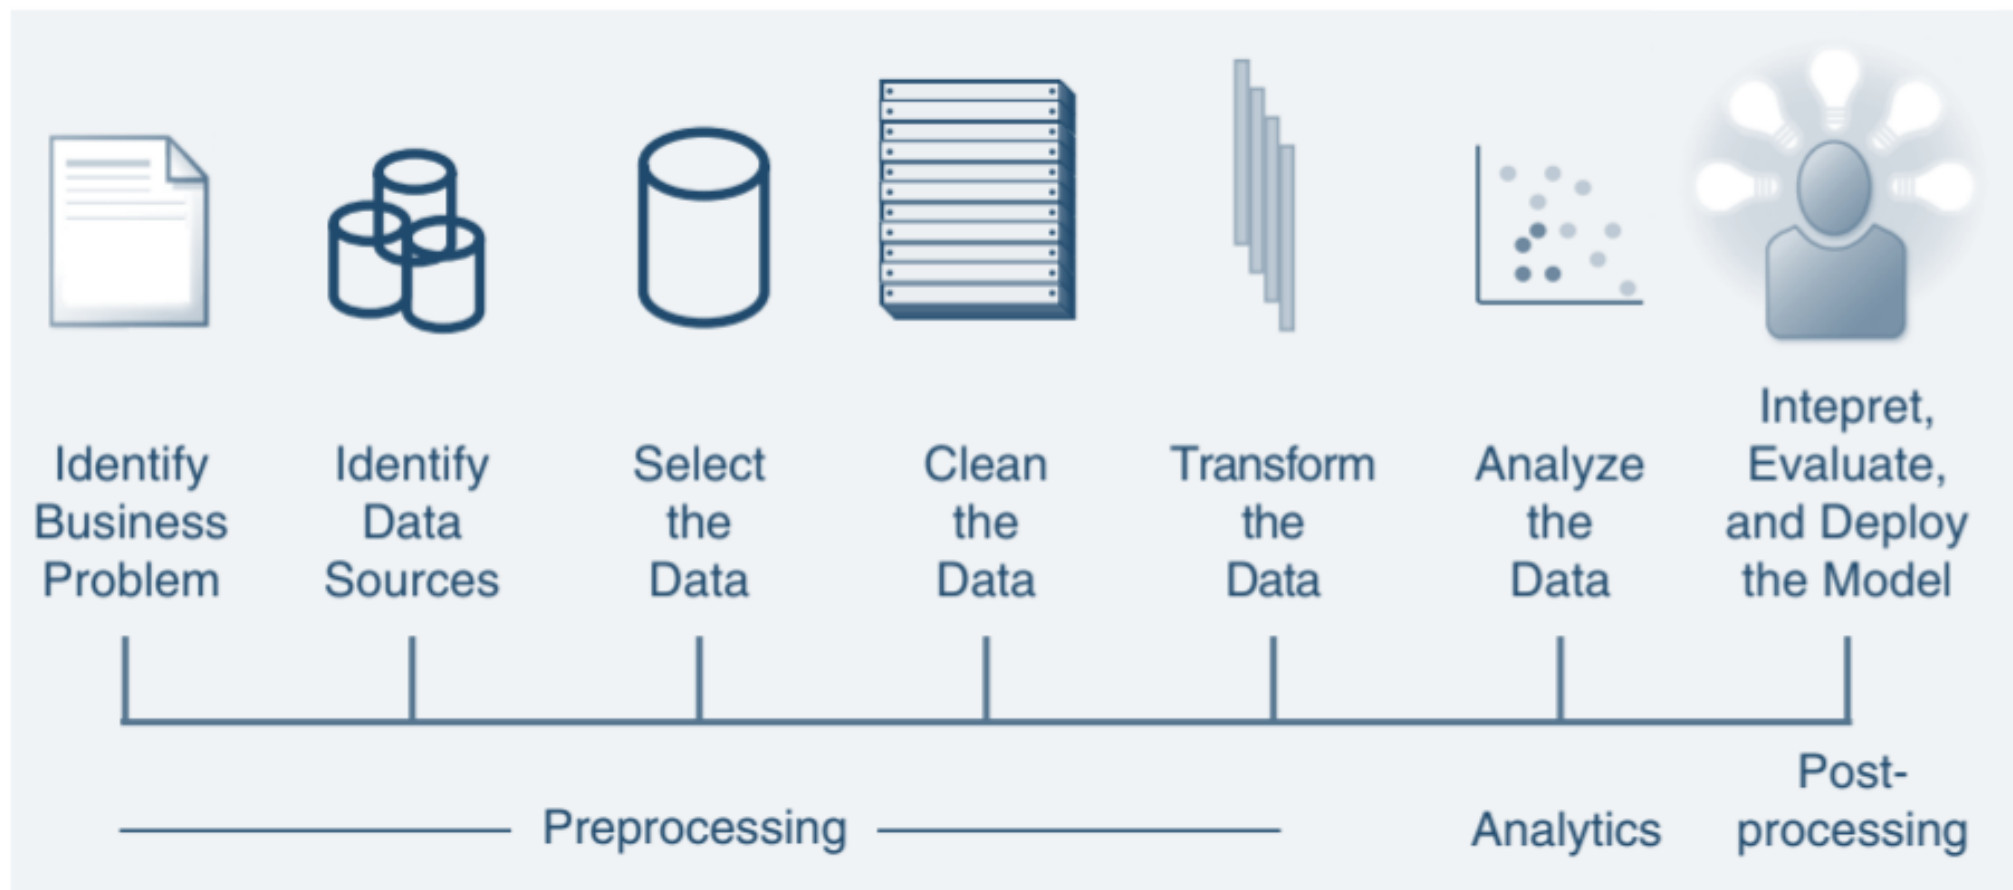 Identify
Business
Problem
Identify
Data
Sources
Select
the
Data
Clean
the
Data
Transform
the
Data
Analyze
the
Data
Intepret,
Evaluate,
and Deploy
the Model
Preprocessing
Analytics
Post-
processing